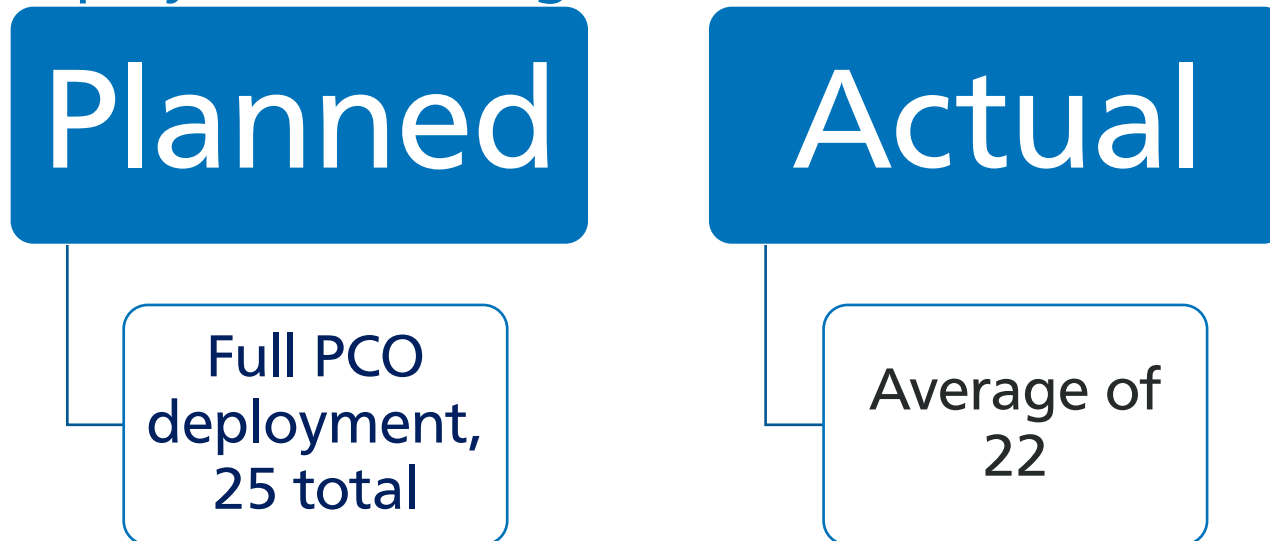 Planned
Actual
Full PCO
deployment,
25 total
Average of
22